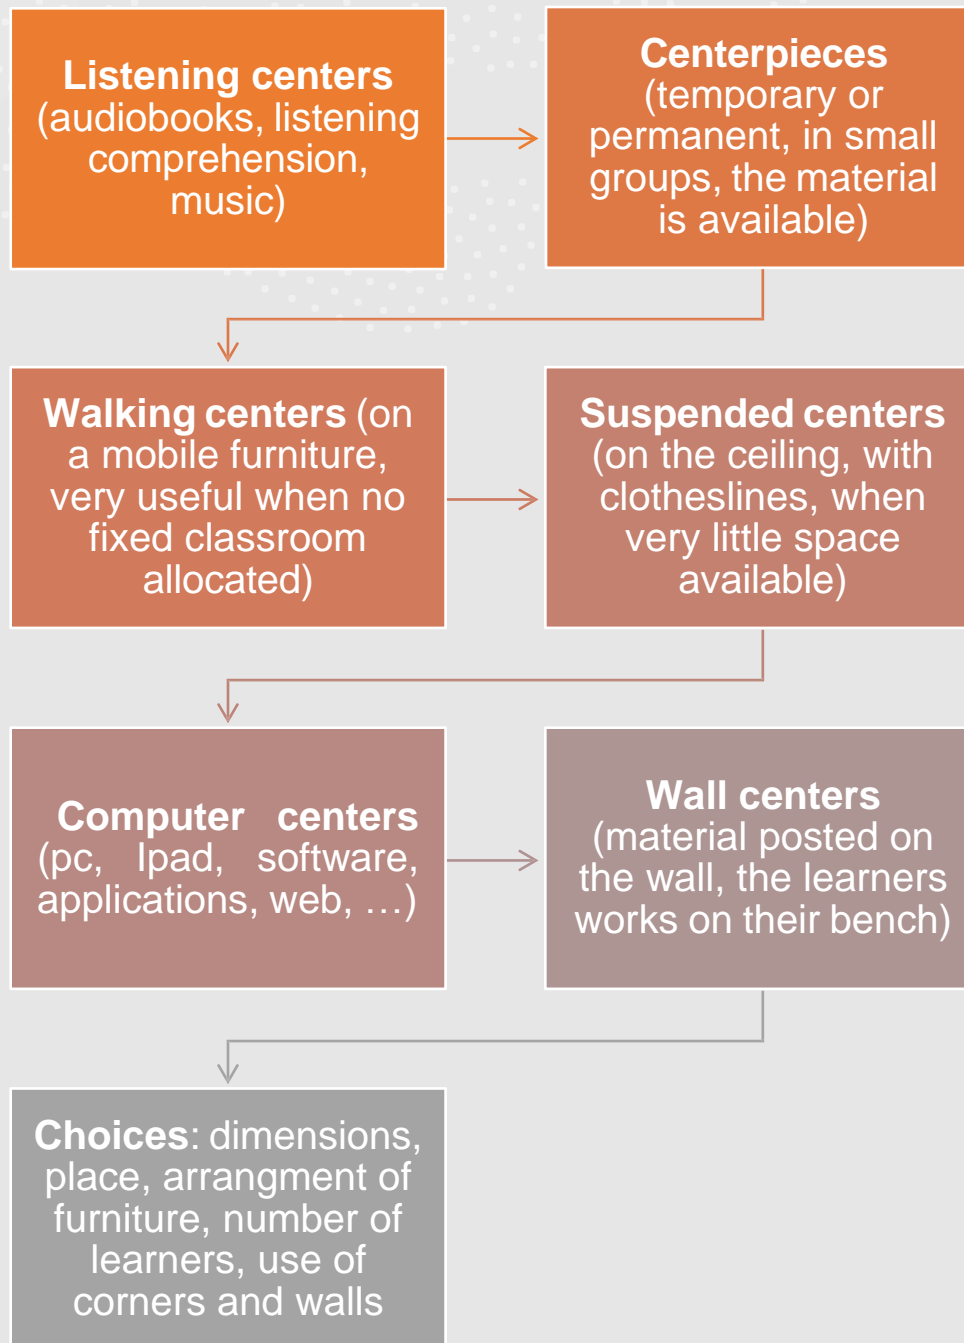 Listening centers
(audiobooks, listening
comprehension,
music)
Centerpieces
(temporary or
permanent, in small
groups, the material
is available)
Walking centers (on
a mobile furniture,
very useful when no
fixed classroom
allocated)
Suspended centers
(on the ceiling, with
clotheslines, when
very little space
available)
Computer centers
(pc, Ipad, software,
applications, web, …)
Wall centers
(material posted on
the wall, the learners
works on their bench)
Choices: dimensions,
place, arrangment of
furniture, number of
learners, use of
corners and walls